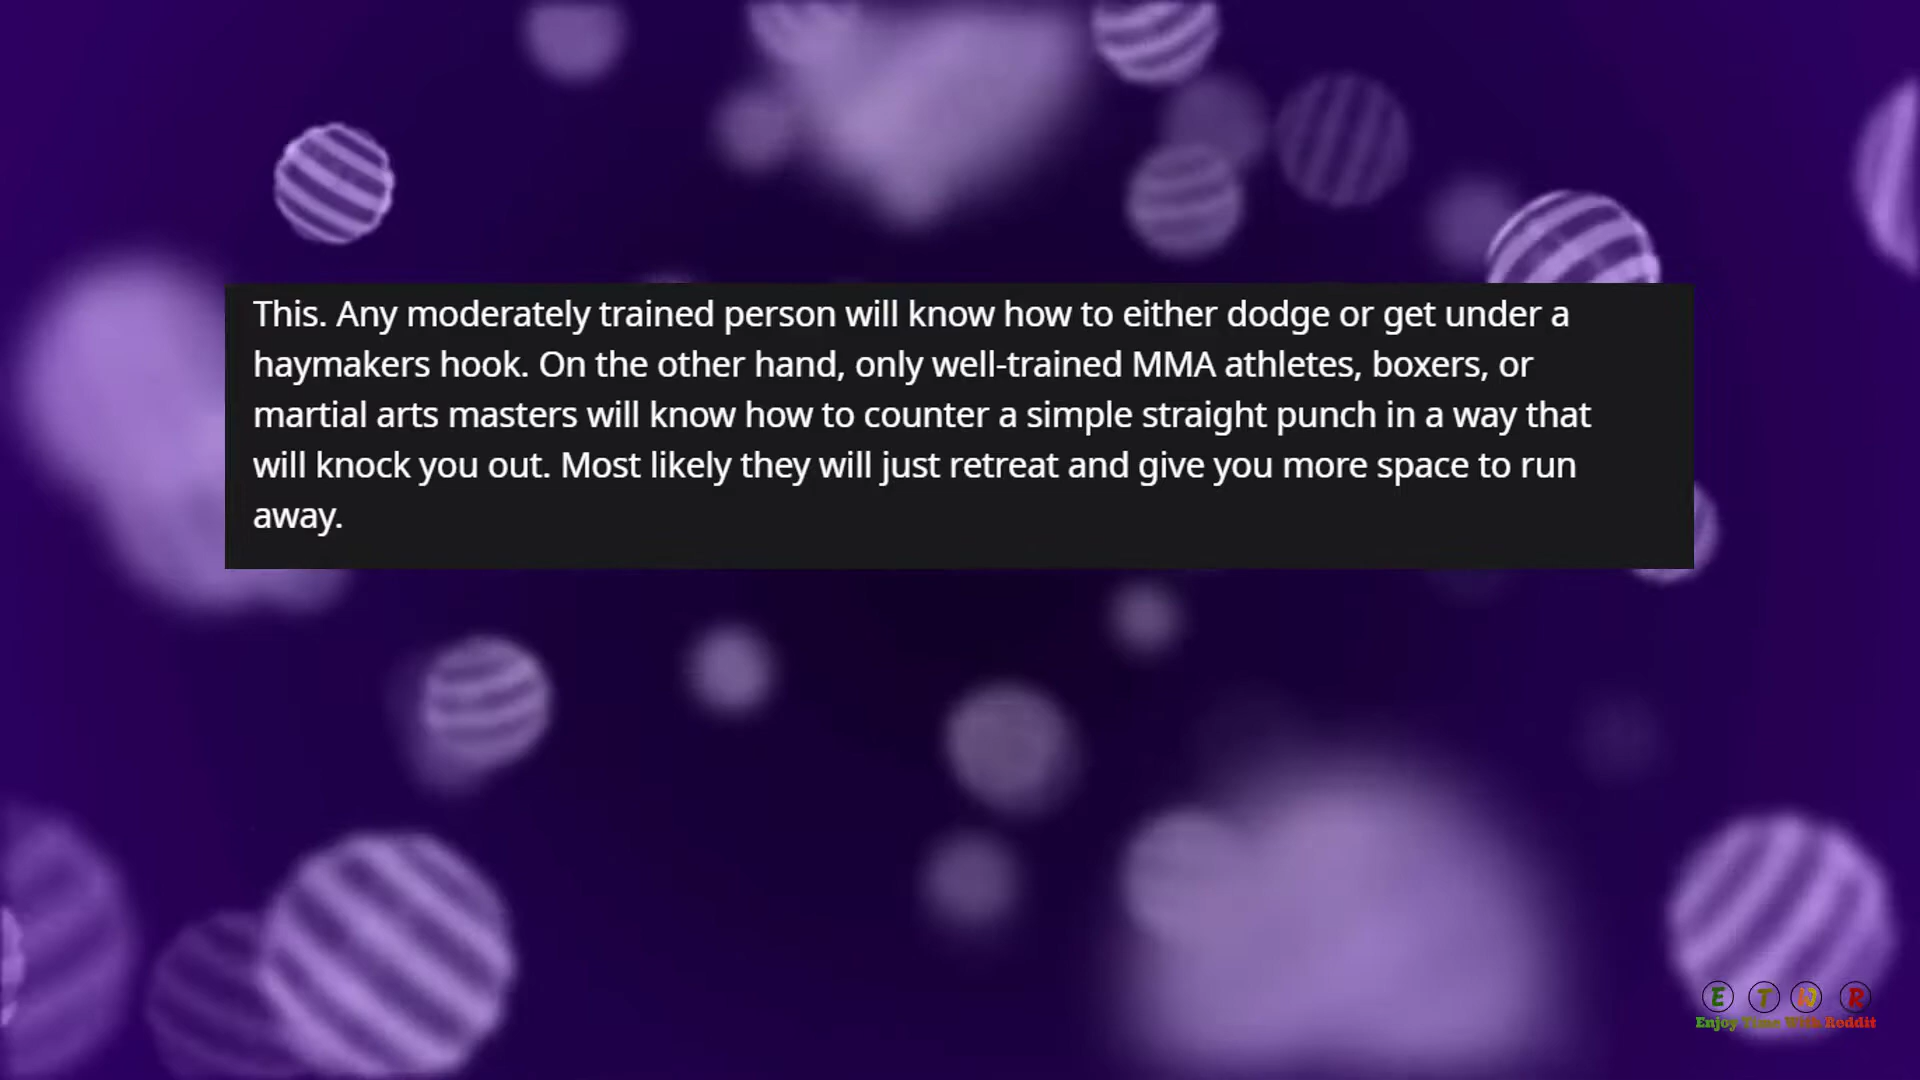 This. Any moderately trained person will know how to either dodge or get under a
haymakers hook. On the other hand, only well-trained MMA athletes, boxers, or
martial arts masters will know how to counter a simple straight punch in a way that
will knock you out. Most likely they will just retreat and give you more space to run
away.
E T W R
Enjoy Time With Reddit